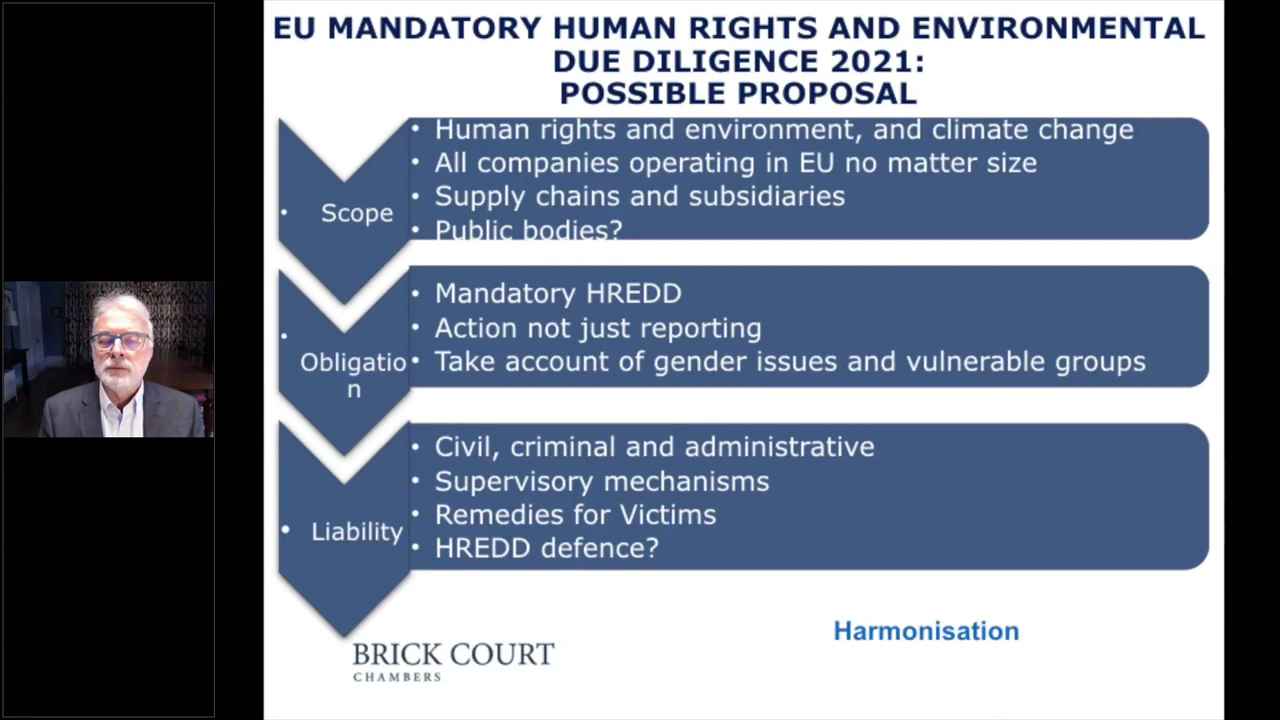 EU MANDATORY HUMAN RIGHTS AND ENVIRONMENTAL
DUE DILIGENCE 2021:
POSSIBLE PROPOSAL
• Scope
• Human rights and environment, and climate change
• All companies operating in EU no matter size
• Supply chains and subsidiaries
• Public bodies?
• Obligatio
n
• Mandatory HREDD
• Action not just reporting
• Take account of gender issues and vulnerable groups
• Liability
• Civil, criminal and administrative
• Supervisory mechanisms
• Remedies for Victims
• HREDD defence?
Harmonisation
BRICK COURT
CHAMBERS